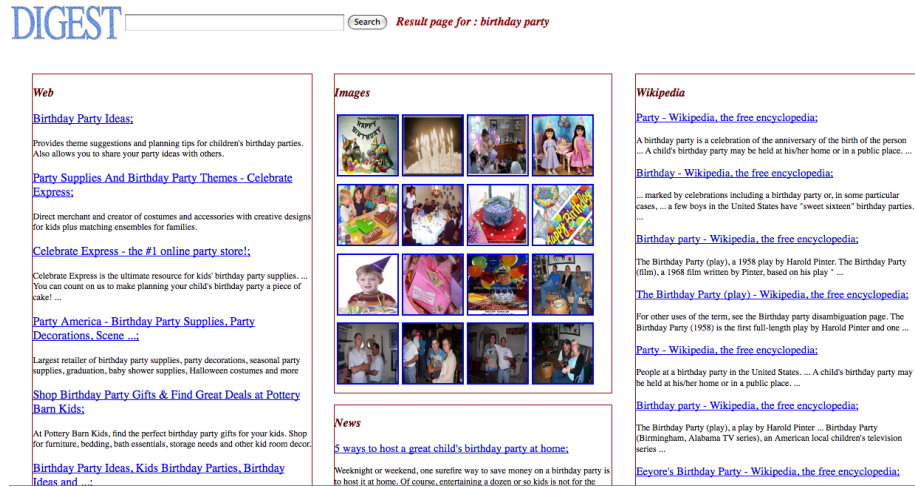 DIGEST
Search
Result page for : birthday party
Web
Birthday Party Ideas;
Provides theme suggestions and planning tips for children's birthday parties.
Also allows you to share your party ideas with others.
Party Supplies And Birthday Party Themes - Celebrate
Express;
Direct merchant and creator of costumes and accessories with creative designs
for kids plus matching ensembles for families.
Celebrate Express - the #1 online party store!;
Celebrate Express is the ultimate resource for kids' birthday party supplies. ...
You can count on us to make planning your child's birthday party a piece of
cake! ...
Party America - Birthday Party Supplies, Party
Decorations, Scene ...;
Largest retailer of birthday party supplies, party decorations, seasonal party
supplies, graduation, baby shower supplies, Halloween costumes and more
Shop Birthday Party Gifts & Find Great Deals at Pottery
Barn Kids;
At Pottery Barn Kids, find the perfect birthday party gifts for your kids. Shop
for furniture, bedding, bath essentials, storage needs and other kid room decor.
Birthday Party Ideas, Kids Birthday Parties, Birthday
Ideas and ...;
Images
HAPPY
BIRTHDAY
Happy
Birthday
News
5 ways to host a great child's birthday party at home;
Weeknight or weekend, one surefire way to save money on a birthday party is
to host it at home. Of course, entertaining a dozen or so kids is not for the
Wikipedia
Party - Wikipedia, the free encyclopedia;
A birthday party is a celebration of the anniversary of the birth of the person
... A child's birthday party may be held at his/her home or in a public place. ...
Birthday - Wikipedia, the free encyclopedia;
... marked by celebrations including a birthday party or, in some particular
cases, ... a few boys in the United States have "sweet sixteen" birthday parties.
...
Birthday party - Wikipedia, the free encyclopedia;
The Birthday Party (play), a 1958 play by Harold Pinter. The Birthday Party
(film), a 1968 film written by Pinter, based on his play " ...
The Birthday Party (play) - Wikipedia, the free encyclopedia;
For other uses of the term, see the Birthday party disambiguation page. The
Birthday Party (1958) is the first full-length play by Harold Pinter and one ...
Party - Wikipedia, the free encyclopedia;
People at a birthday party in the United States. ... A child's birthday party may
be held at his/her home or in a public place. ...
Birthday party - Wikipedia, the free encyclopedia;
The Birthday Party (play), a play by Harold Pinter ... Birthday Party
(Birmingham, Alabama TV series), an American local children's television
series ...
Eeyore's Birthday Party - Wikipedia, the free encyclopedia;